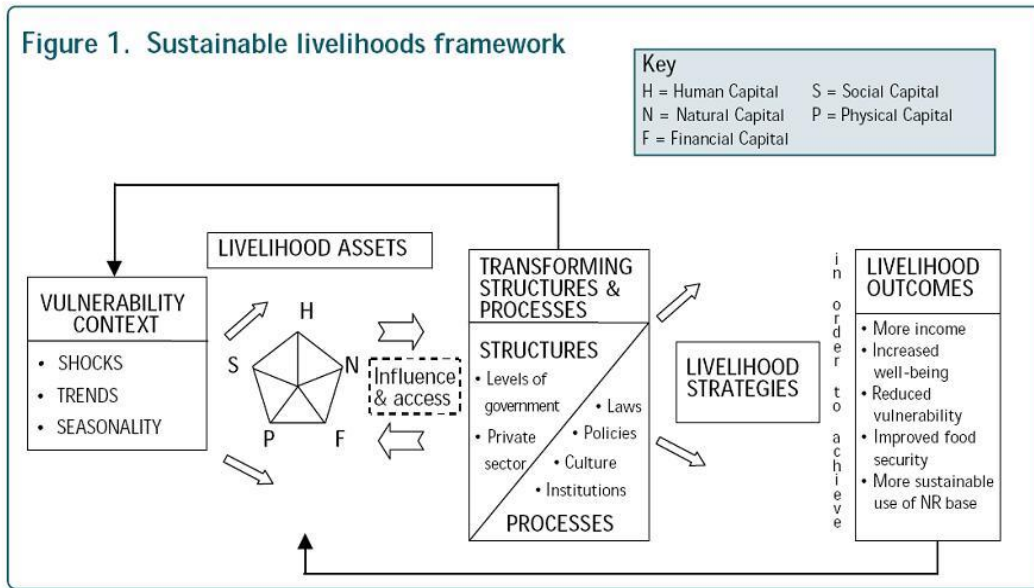 Figure 1. Sustainable livelihoods framework
Key
H = Human Capital S = Social Capital
N = Natural Capital P = Physical Capital
F = Financial Capital
LIVELIHOOD ASSETS
VULNERABILITY
CONTEXT
• SHOCKS
• TRENDS
• SEASONALITY
H
S
N
P
F
Influence
& access
TRANSFORMING
STRUCTURES &
PROCESSES
STRUCTURES
• Levels of
government
• Private
sector
• Laws
• Policies
• Culture
• Institutions
PROCESSES
LIVELIHOOD
STRATEGIES
in order to achieve
LIVELIHOOD
OUTCOMES
• More income
• Increased
well-being
• Reduced
vulnerability
• Improved food
security
• More sustainable
use of NR base